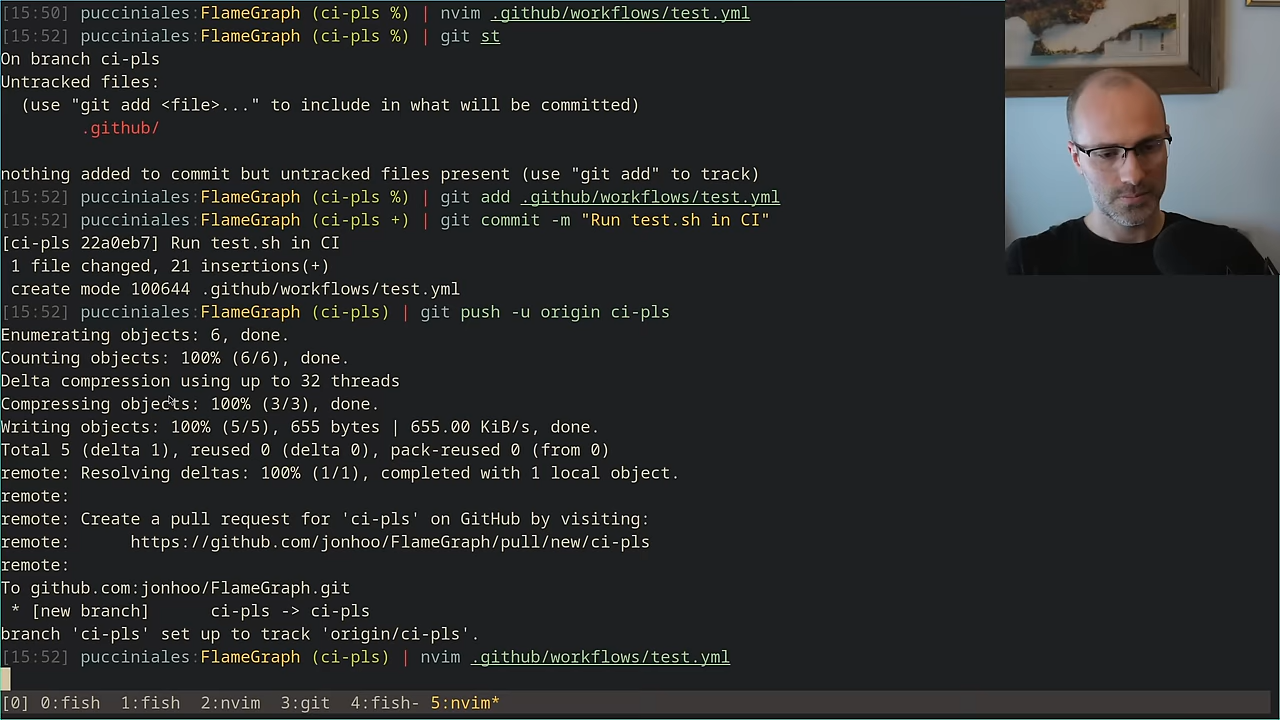 [15:50] pucciniales:FlameGraph (ci-pls %) | nvim .github/workflows/test.yml
[15:52] pucciniales:FlameGraph (ci-pls %) | git st
On branch ci-pls
Untracked files:
  (use "git add <file>..." to include in what will be committed)
        .github/
nothing added to commit but untracked files present (use "git add" to track)
[15:52] pucciniales:FlameGraph (ci-pls %) | git add .github/workflows/test.yml
[15:52] pucciniales:FlameGraph (ci-pls +) | git commit -m "Run test.sh in CI"
[ci-pls 22a0eb7] Run test.sh in CI
 1 file changed, 21 insertions(+)
 create mode 100644 .github/workflows/test.yml
[15:52] pucciniales:FlameGraph (ci-pls) | git push -u origin ci-pls
Enumerating objects: 6, done.
Counting objects: 100% (6/6), done.
Delta compression using up to 32 threads
Compressing objects: 100% (3/3), done.
Writing objects: 100% (5/5), 655 bytes | 655.00 KiB/s, done.
Total 5 (delta 1), reused 0 (delta 0), pack-reused 0 (from 0)
remote: Resolving deltas: 100% (1/1), completed with 1 local object.
remote:
remote: Create a pull request for 'ci-pls' on GitHub by visiting:
remote:      https://github.com/jonhoo/FlameGraph/pull/new/ci-pls
remote:
To github.com:jonhoo/FlameGraph.git
 * [new branch]      ci-pls -> ci-pls
branch 'ci-pls' set up to track 'origin/ci-pls'.
[15:52] pucciniales:FlameGraph (ci-pls) | nvim .github/workflows/test.yml
[0] 0:fish  1:fish  2:nvim  3:git  4:fish- 5:nvim*